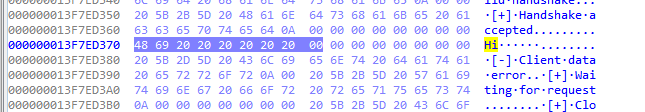 000000013F7ED350 20 5B 2B 5D 20 48 61 6E 64 73 68 61 6B 65 20 61 ·[+]·Handshake·a
000000013F7ED360 63 63 65 70 74 65 64 0A 00 00 00 00 00 00 00 00 ccepted.........
000000013F7ED370 48 69 20 20 20 20 20 20 00 00 00 00 00 00 00 00 Hi······........
000000013F7ED380 20 5B 2D 5D 20 43 6C 69 65 6E 74 20 64 61 74 61 ·[-]·Client·data
000000013F7ED390 20 65 72 72 6F 72 0A 00 20 5B 2B 5D 20 57 61 69 ·error..·[+]·Wai
000000013F7ED3A0 74 69 6E 67 20 66 6F 72 20 72 65 71 75 65 73 74 ting·for·request
000000013F7ED3B0 0A 00 00 00 00 00 00 00 20 5B 2B 5D 20 43 6C 6F ........·[+]·Clo